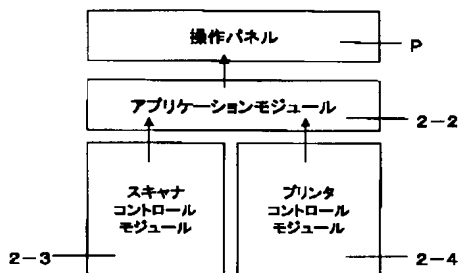 操作パネル
P
アプリケーションモジュール
2-2
スキャナ
コントロール
モジュール
プリンタ
コントロール
モジュール
2-3
2-4